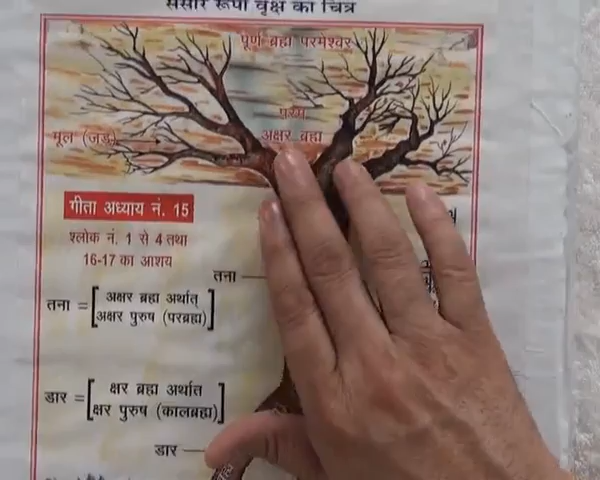 संसार रूपी वृक्ष का चित्र
पूर्ण ब्रह्म परमेश्वर
परम
अक्षर ब्रह्म
मूल (जड़)
गीता अध्याय नं. 15
श्लोक नं. 1 से 4 तथा
16-17 का आशय
तना
तना = [अक्षर ब्रह्म अर्थात्
अक्षर पुरुष (परब्रह्म)]
डार = [क्षर ब्रह्म अर्थात
क्षर पुरुष (कालब्रह्म)]
डार